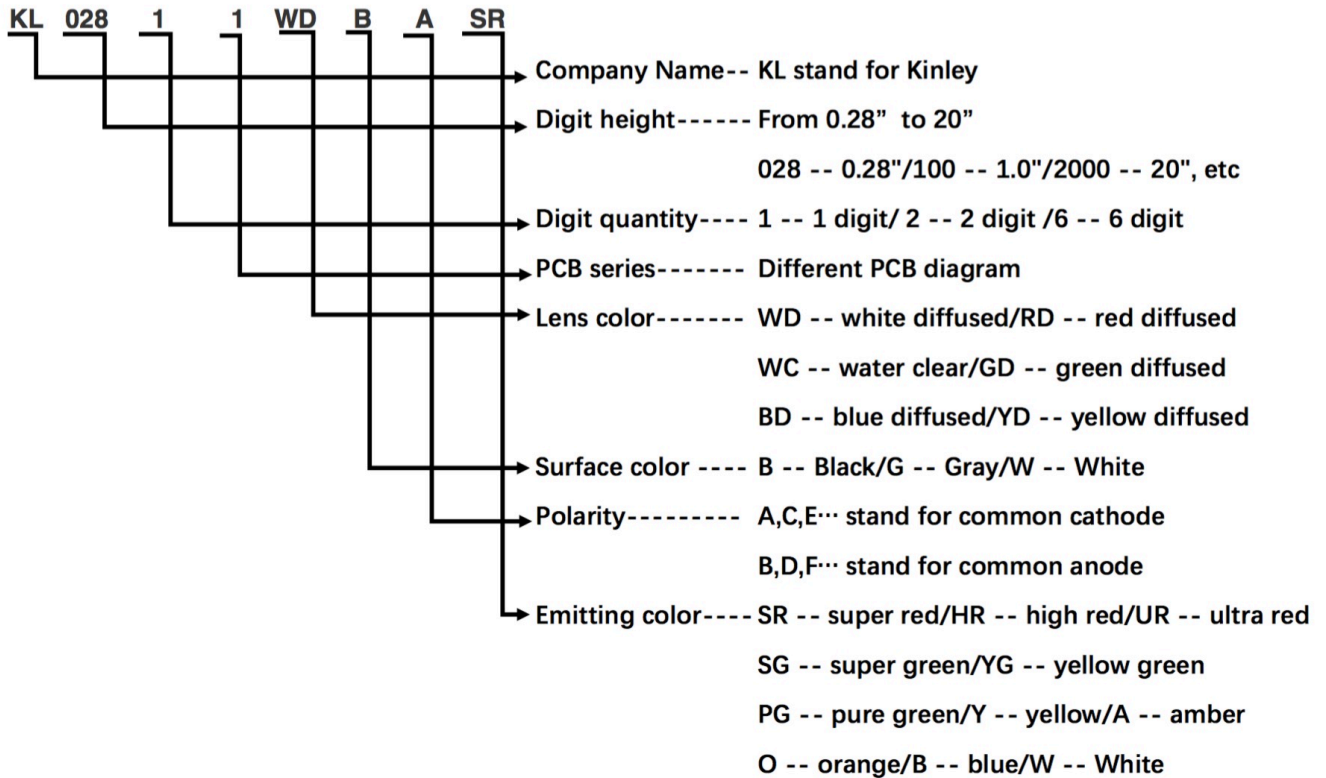 KL 028 1 1 WD B A SR
Company Name-- KL stand for Kinley
Digit height------ From 0.28” to 20”
028 -- 0.28"/100 -- 1.0"/2000 -- 20", etc
Digit quantity---- 1 -- 1 digit/ 2 -- 2 digit /6 -- 6 digit
PCB series------- Different PCB diagram
Lens color------- WD -- white diffused/RD -- red diffused
WC -- water clear/GD -- green diffused
BD -- blue diffused/YD -- yellow diffused
Surface color ---- B -- Black/G -- Gray/W -- White
Polarity--------- A,C,E··· stand for common cathode
B,D,F··· stand for common anode
Emitting color---- SR -- super red/HR -- high red/UR -- ultra red
SG -- super green/YG -- yellow green
PG -- pure green/Y -- yellow/A -- amber
O -- orange/B -- blue/W -- White